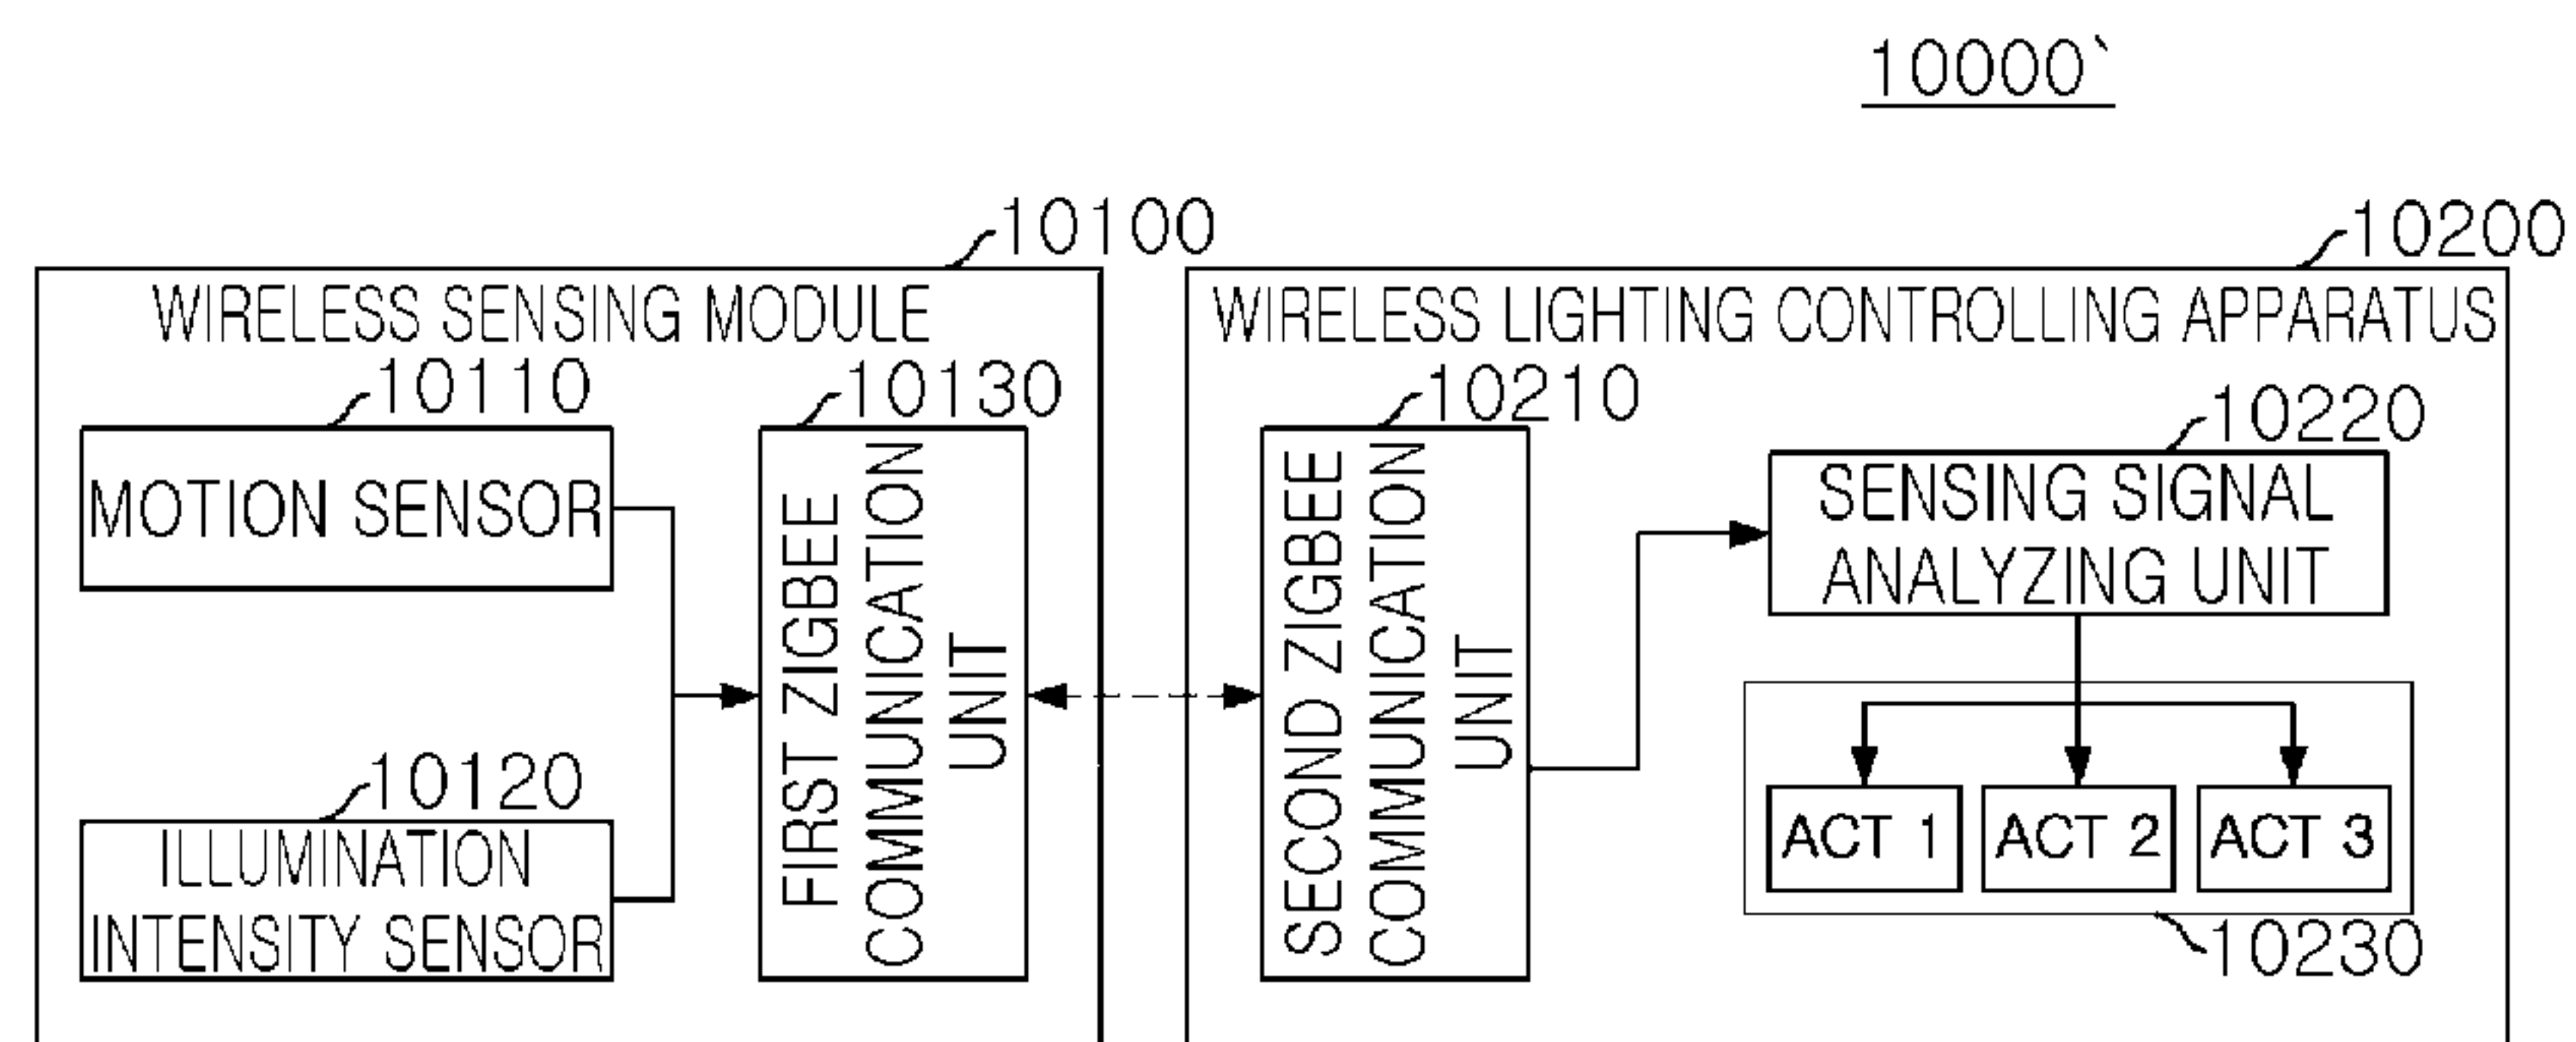 10000`
10100
10200
WIRELESS SENSING MODULE
WIRELESS LIGHTING CONTROLLING APPARATUS
10110
10130
10210
10220
MOTION SENSOR
FIRST ZIGBEE
COMMUNICATION
UNIT
SECOND ZIGBEE
COMMUNICATION
UNIT
SENSING SIGNAL
ANALYZING UNIT
10120
ILLUMINATION
INTENSITY SENSOR
ACT 1
ACT 2
ACT 3
10230